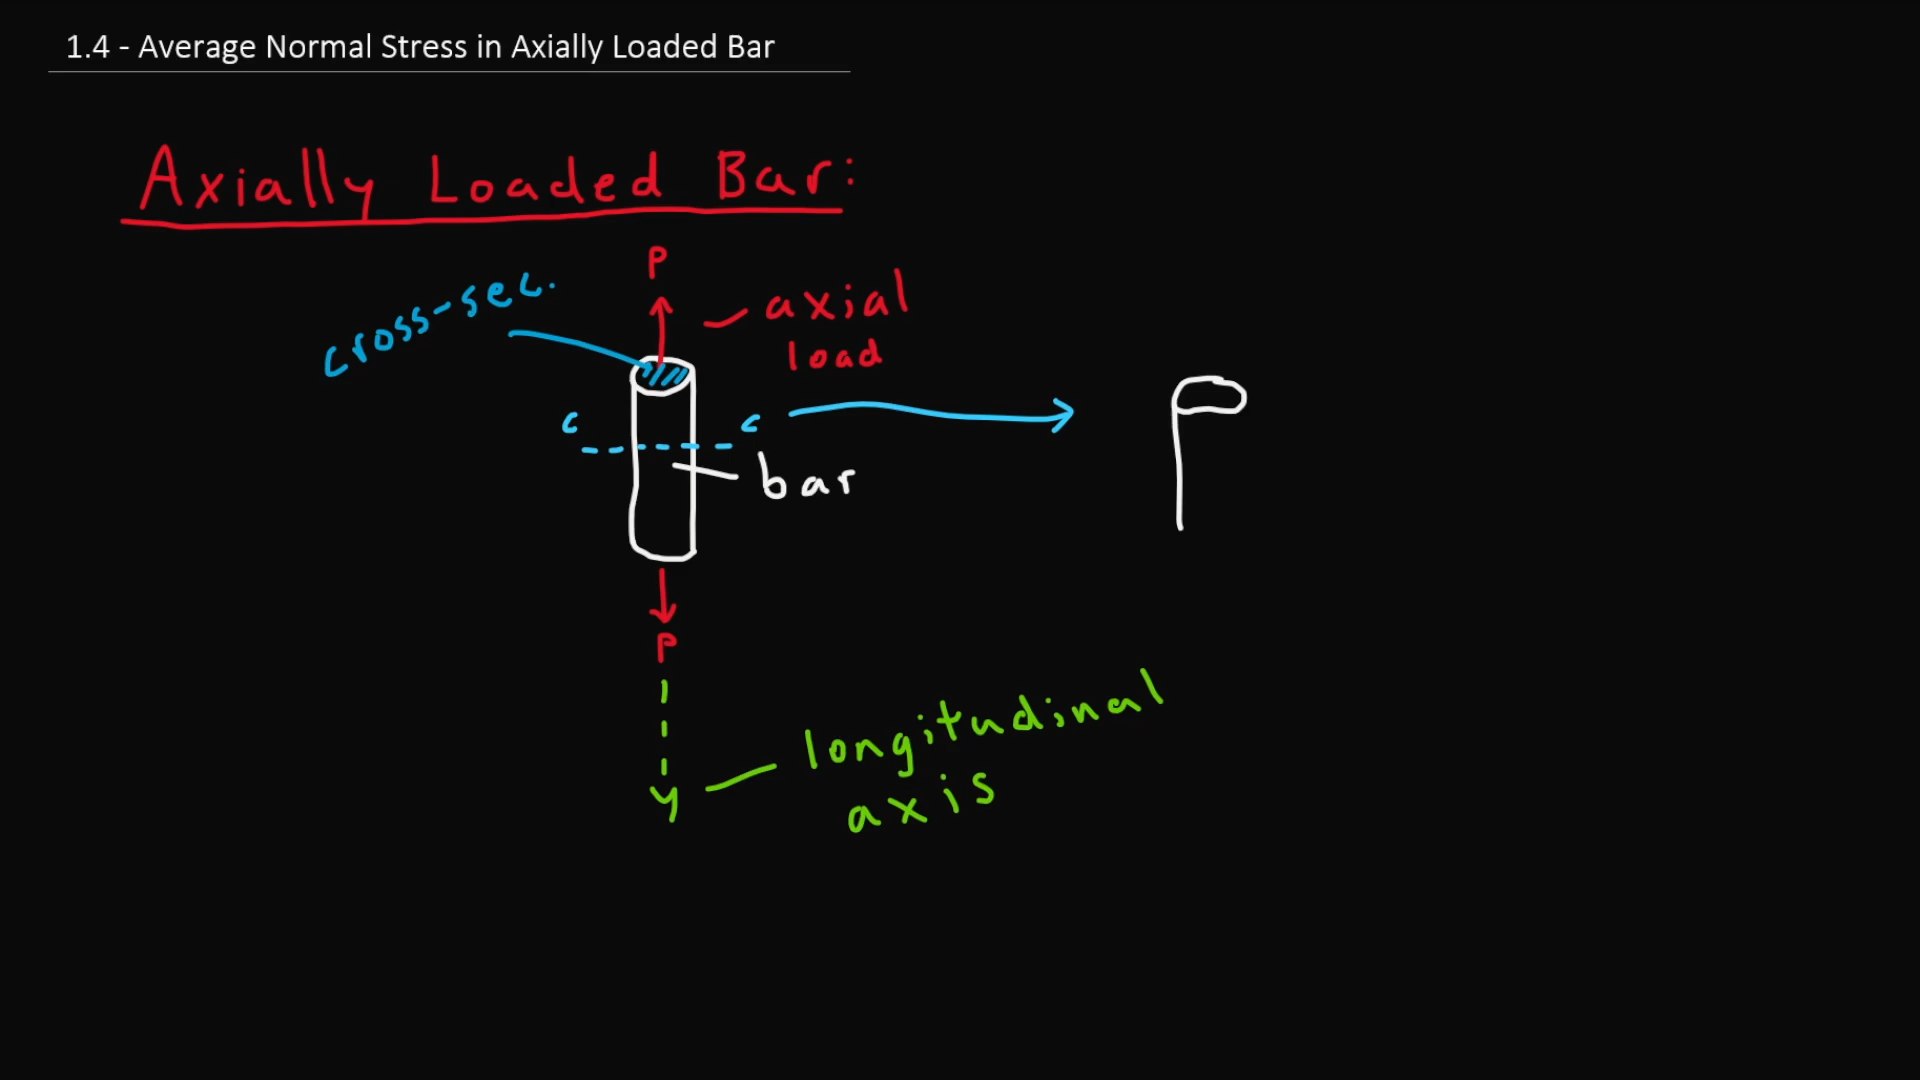 1.4 - Average Normal Stress in Axially Loaded Bar
Axially Loaded Bar:
P
cross-sec.
axial
load
c
c
bar
P
longitudinal
y
axis